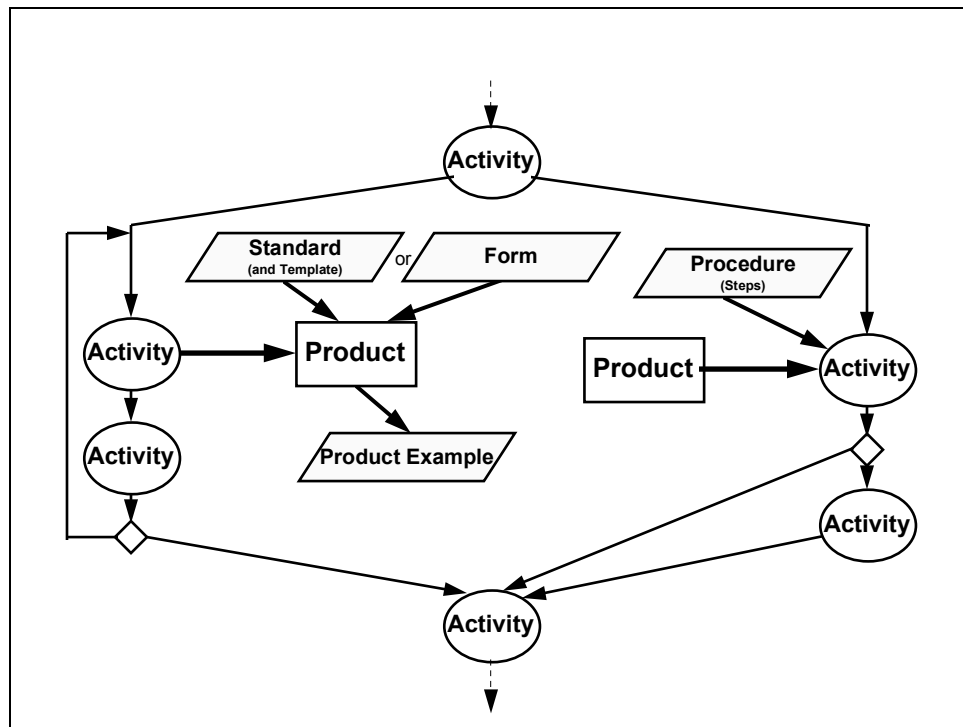 Activity
Standard
(and Template)
or
Form
Procedure
(Steps)
Activity
Product
Product
Activity
Activity
Product Example
Activity
Activity